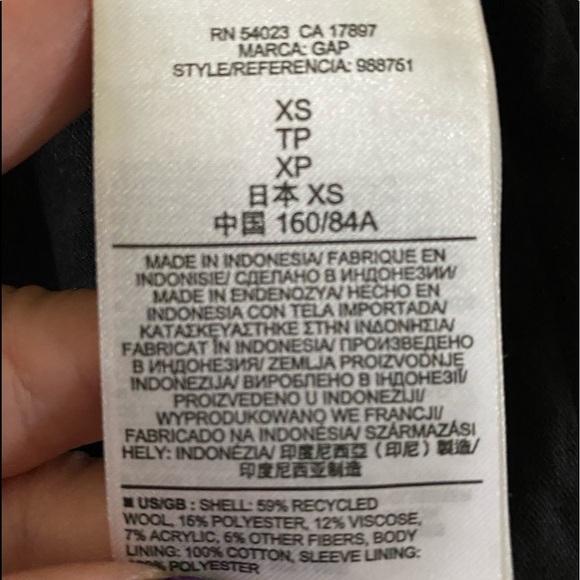 RN 54023 CA 17897
MARCA: GAP
STYLE/REFERENCIA: 988761
XS
TP
XP
日本 XS
中国 160/84A
MADE IN INDONESIA/ FABRIQUE EN
INDONISIE/ СДЕЛАНО В ИНДОНЕЗИИ/
MADE IN ENDENOZYA/ HECHO EN
INDONESIA CON TELA IMPORTADA/
ΚΑΤΑΣΚΕΥΑΣΤΗΚΕ ΣΤΗΝ ΙΝΔΟΝΗΣΙΑ/
FABRICAT ÎN INDONESIA/ ПРОИЗВЕДЕНО
В ИНДОНЕЗИЯ/ ZEMLJA PROIZVODNJE
INDONEZIJA/ ВИРОБЛЕНО В ІНДОНЕЗІЇ/
PROIZVEDENO U INDONEZIJI/
WYPRODUKOWANO WE FRANCJI/
FABRICADO NA INDONÉSIA/ SZÁRMAZÁSI
HELY: INDONÉZIA/ 印度尼西亞（印尼）製造/
印度尼西亚制造
■ US/GB : SHELL: 59% RECYCLED
WOOL, 15% POLYESTER, 12% VISCOSE,
7% ACRYLIC, 6% OTHER FIBERS, BODY
LINING: 100% COTTON, SLEEVE LINING:
POLYESTER